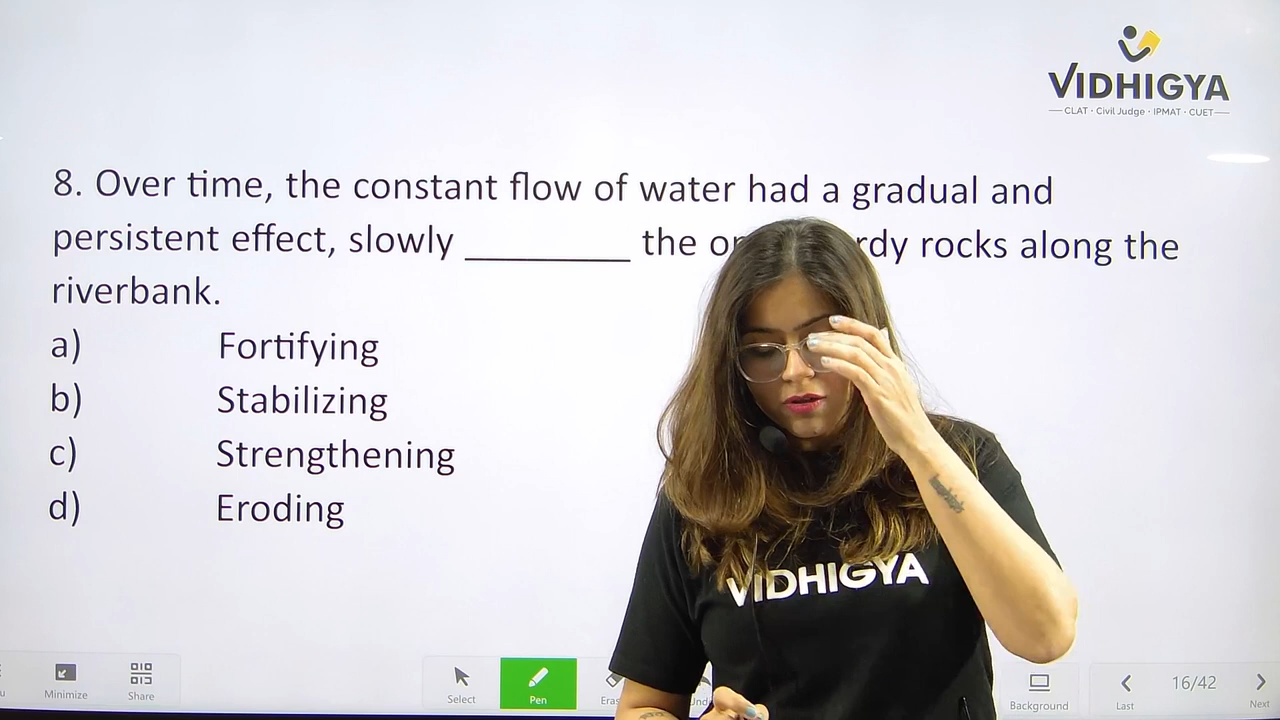 VIDHIGYA
CLAT · Civil Judge · IPMAT · CUET
8. Over time, the constant flow of water had a gradual and
persistent effect, slowly ________ the rocks along the
riverbank.
a) Fortifying
b) Stabilizing
c) Strengthening
d) Eroding
VIDHIGYA
Minimize
Share
Select
Pen
Background
Last
16/42
Next